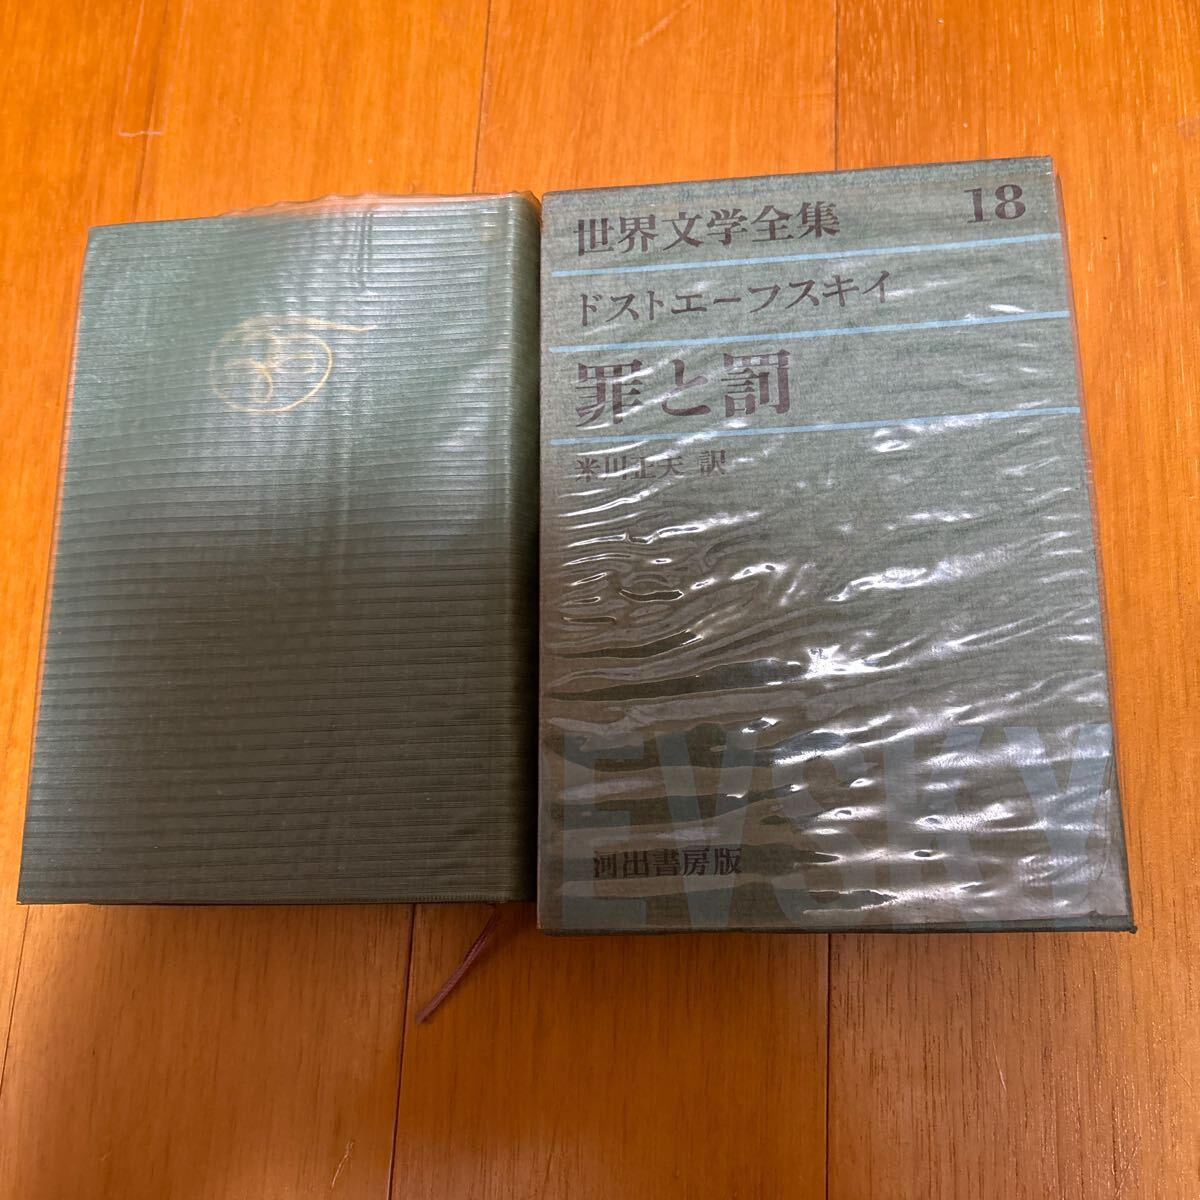 世界文学全集 18
ドストエーフスキイ
罪と罰
米川正夫 訳
EVSKY
河出書房版